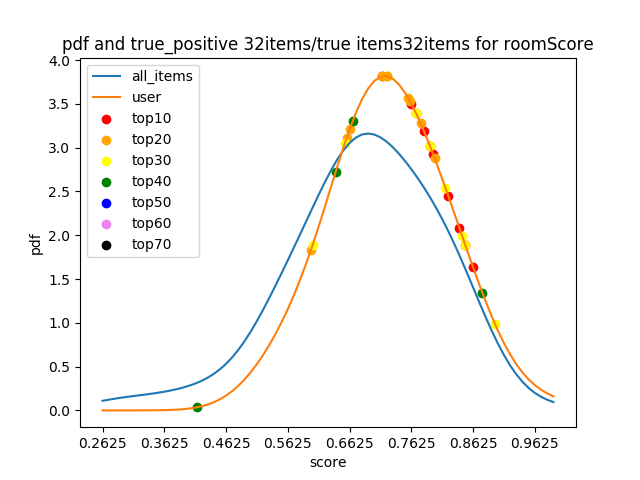 pdf and true_positive 32items/true items32items for roomScore
4.0
3.5
3.0
2.5
2.0
1.5
1.0
0.5
0.0
pdf
all_items
user
top10
top20
top30
top40
top50
top60
top70
0.2625 0.3625 0.4625 0.5625 0.6625 0.7625 0.8625 0.9625
score